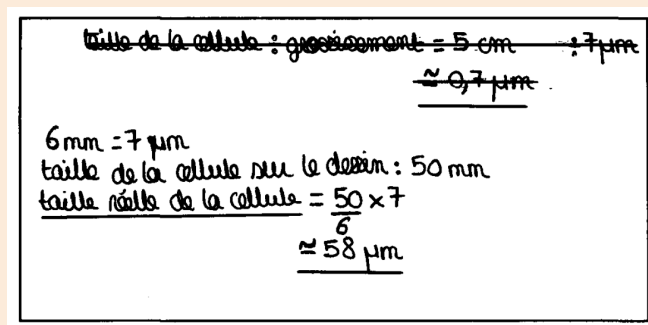 taille de la cellule : grossissement = 5 cm : 7 µm
≃ 0,7 µm
6 mm = 7 µm
taille de la cellule sur le dessin : 50 mm
taille réelle de la cellule = 50/6 x 7
≃ 58 µm